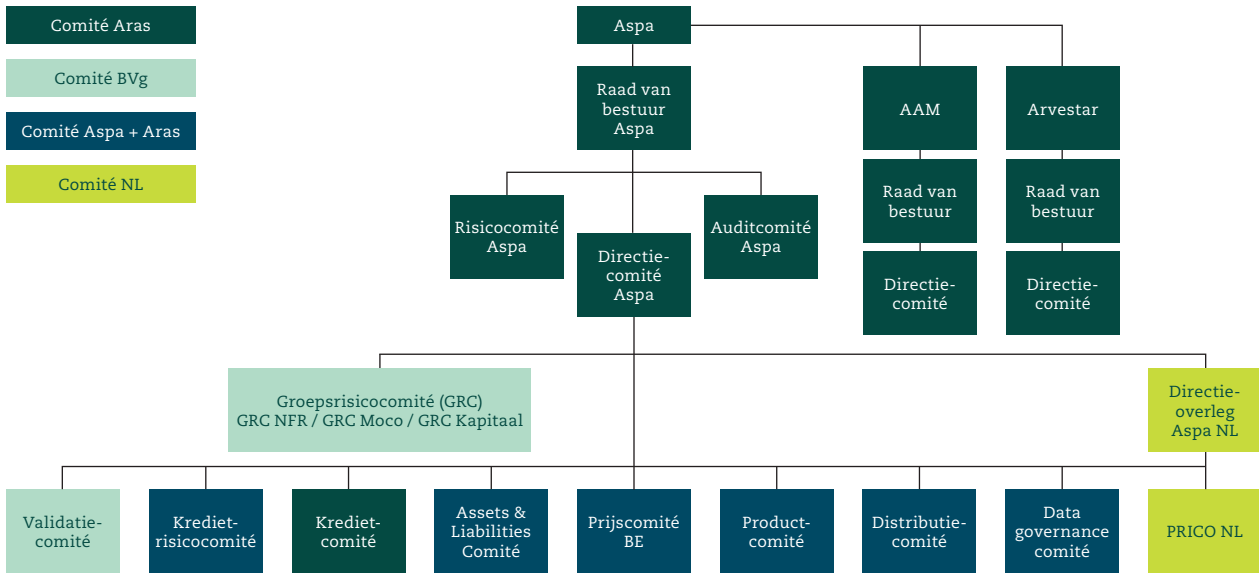 Comité Aras
Comité BVg
Comité Aspa + Aras
Comité NL
Aspa
Raad van
bestuur
Aspa
AAM
Arvestar
Risicocomité
Aspa
Directie-
comité
Aspa
Auditcomité
Aspa
Raad van
bestuur
Raad van
bestuur
Directie-
comité
Directie-
comité
Groepsrisicocomité (GRC)
GRC NFR / GRC Moco / GRC Kapitaal
Directie-
overleg
Aspa NL
Validatie-
comité
Krediet-
risicocomité
Krediet-
comité
Assets &
Liabilities
Comité
Prijscomité
BE
Product-
comité
Distributie-
comité
Data
governance
comité
PRICO NL